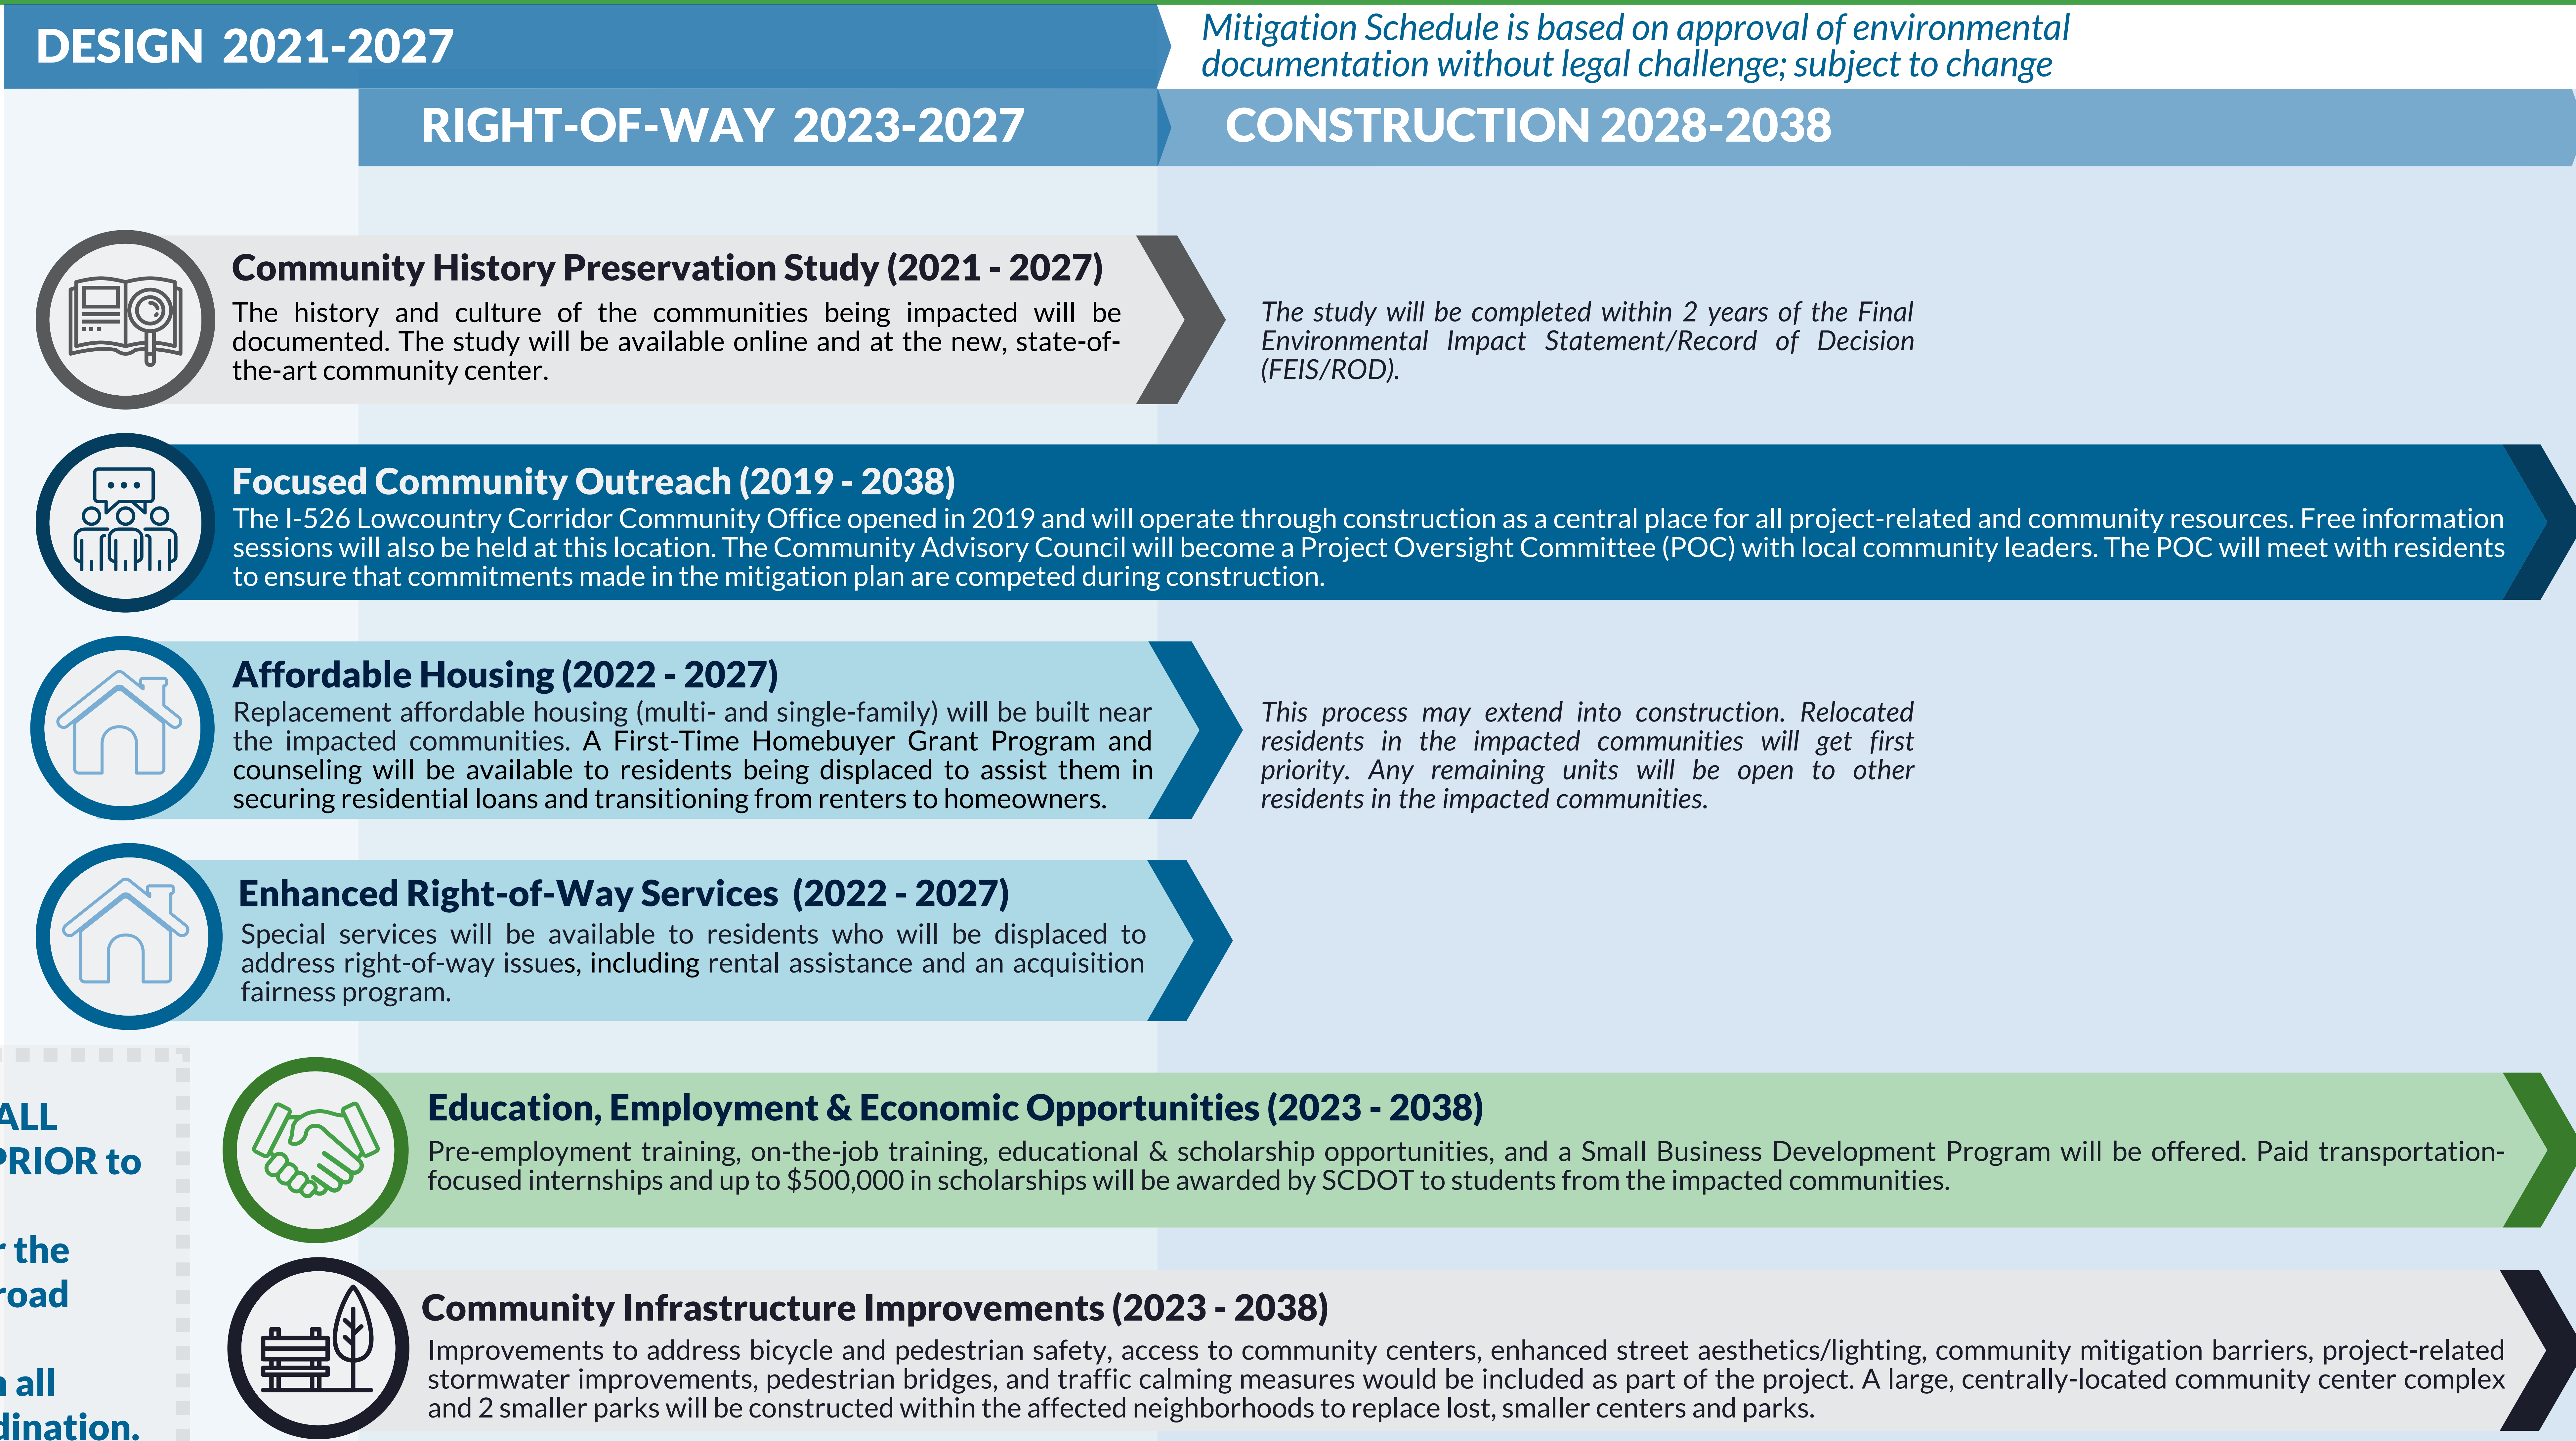 DESIGN 2021-2027
Mitigation Schedule is based on approval of environmental
documentation without legal challenge; subject to change
RIGHT-OF-WAY 2023-2027
CONSTRUCTION 2028-2038
Community History Preservation Study (2021 - 2027)
The history and culture of the communities being impacted will be
documented. The study will be available online and at the new, state-of-
the-art community center.
The study will be completed within 2 years of the Final
Environmental Impact Statement/Record of Decision
(FEIS/ROD).
Focused Community Outreach (2019 - 2038)
The I-526 Lowcountry Corridor Community Office opened in 2019 and will operate through construction as a central place for all project-related and community resources. Free information
sessions will also be held at this location. The Community Advisory Council will become a Project Oversight Committee (POC) with local community leaders. The POC will meet with residents
to ensure that commitments made in the mitigation plan are competed during construction.
Affordable Housing (2022 - 2027)
Replacement affordable housing (multi- and single-family) will be built near
the impacted communities. A First-Time Homebuyer Grant Program and
counseling will be available to residents being displaced to assist them in
securing residential loans and transitioning from renters to homeowners.
This process may extend into construction. Relocated
residents in the impacted communities will get first
priority. Any remaining units will be open to other
residents in the impacted communities.
Enhanced Right-of-Way Services (2022 - 2027)
Special services will be available to residents who will be displaced to
address right-of-way issues, including rental assistance and an acquisition
fairness program.
ALL
PRIOR to
the
road
all
dination.
Education, Employment & Economic Opportunities (2023 - 2038)
Pre-employment training, on-the-job training, educational & scholarship opportunities, and a Small Business Development Program will be offered. Paid transportation-
focused internships and up to $500,000 in scholarships will be awarded by SCDOT to students from the impacted communities.
Community Infrastructure Improvements (2023 - 2038)
Improvements to address bicycle and pedestrian safety, access to community centers, enhanced street aesthetics/lighting, community mitigation barriers, project-related
stormwater improvements, pedestrian bridges, and traffic calming measures would be included as part of the project. A large, centrally-located community center complex
and 2 smaller parks will be constructed within the affected neighborhoods to replace lost, smaller centers and parks.